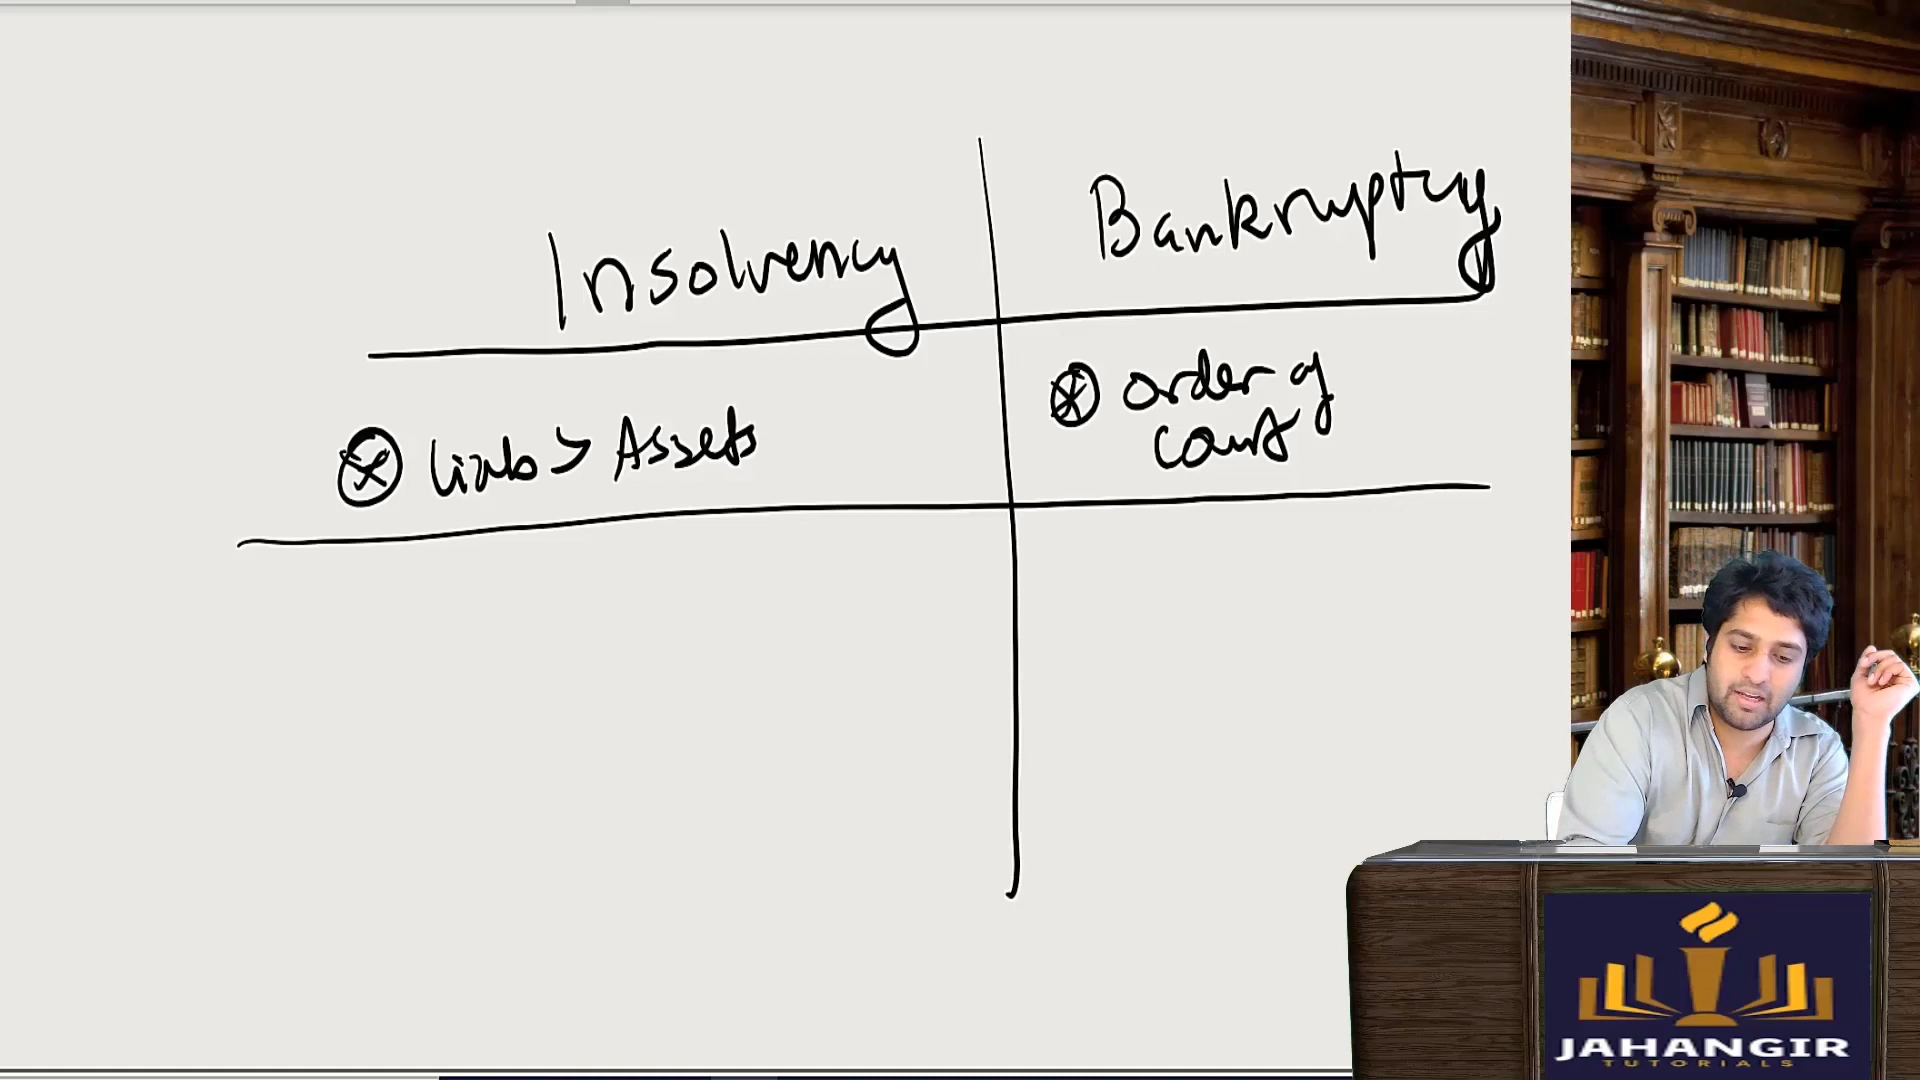 Insolvency
Bankruptcy
Liab > Assets
order of
court
JAHANGIR
TUTORIALS